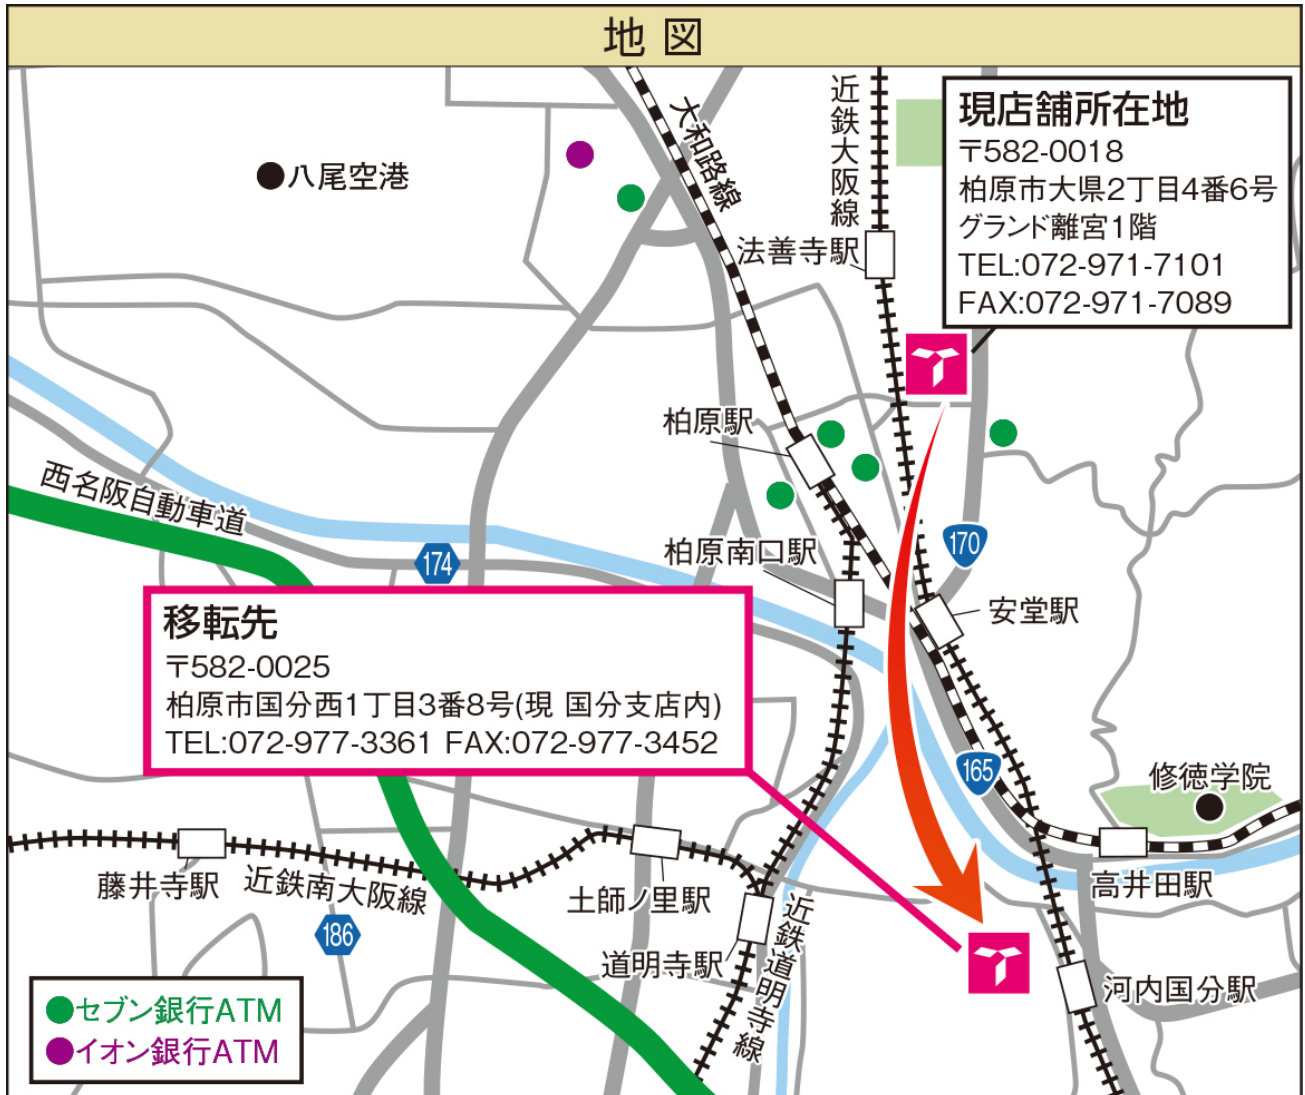 地図
大和路線
近鉄大阪線
現店舗所在地
〒582-0018
柏原市大県2丁目4番6号
グランド離宮1階
TEL:072-971-7101
FAX:072-971-7089
八尾空港
法善寺駅
柏原駅
西名阪自動車道
174
柏原南口駅
170
安堂駅
移転先
〒582-0025
柏原市国分西1丁目3番8号(現 国分支店内)
TEL:072-977-3361 FAX:072-977-3452
165
修徳学院
藤井寺駅
近鉄南大阪線
土師ノ里駅
高井田駅
186
道明寺駅
近鉄道明寺線
河内国分駅
セブン銀行ATM
イオン銀行ATM